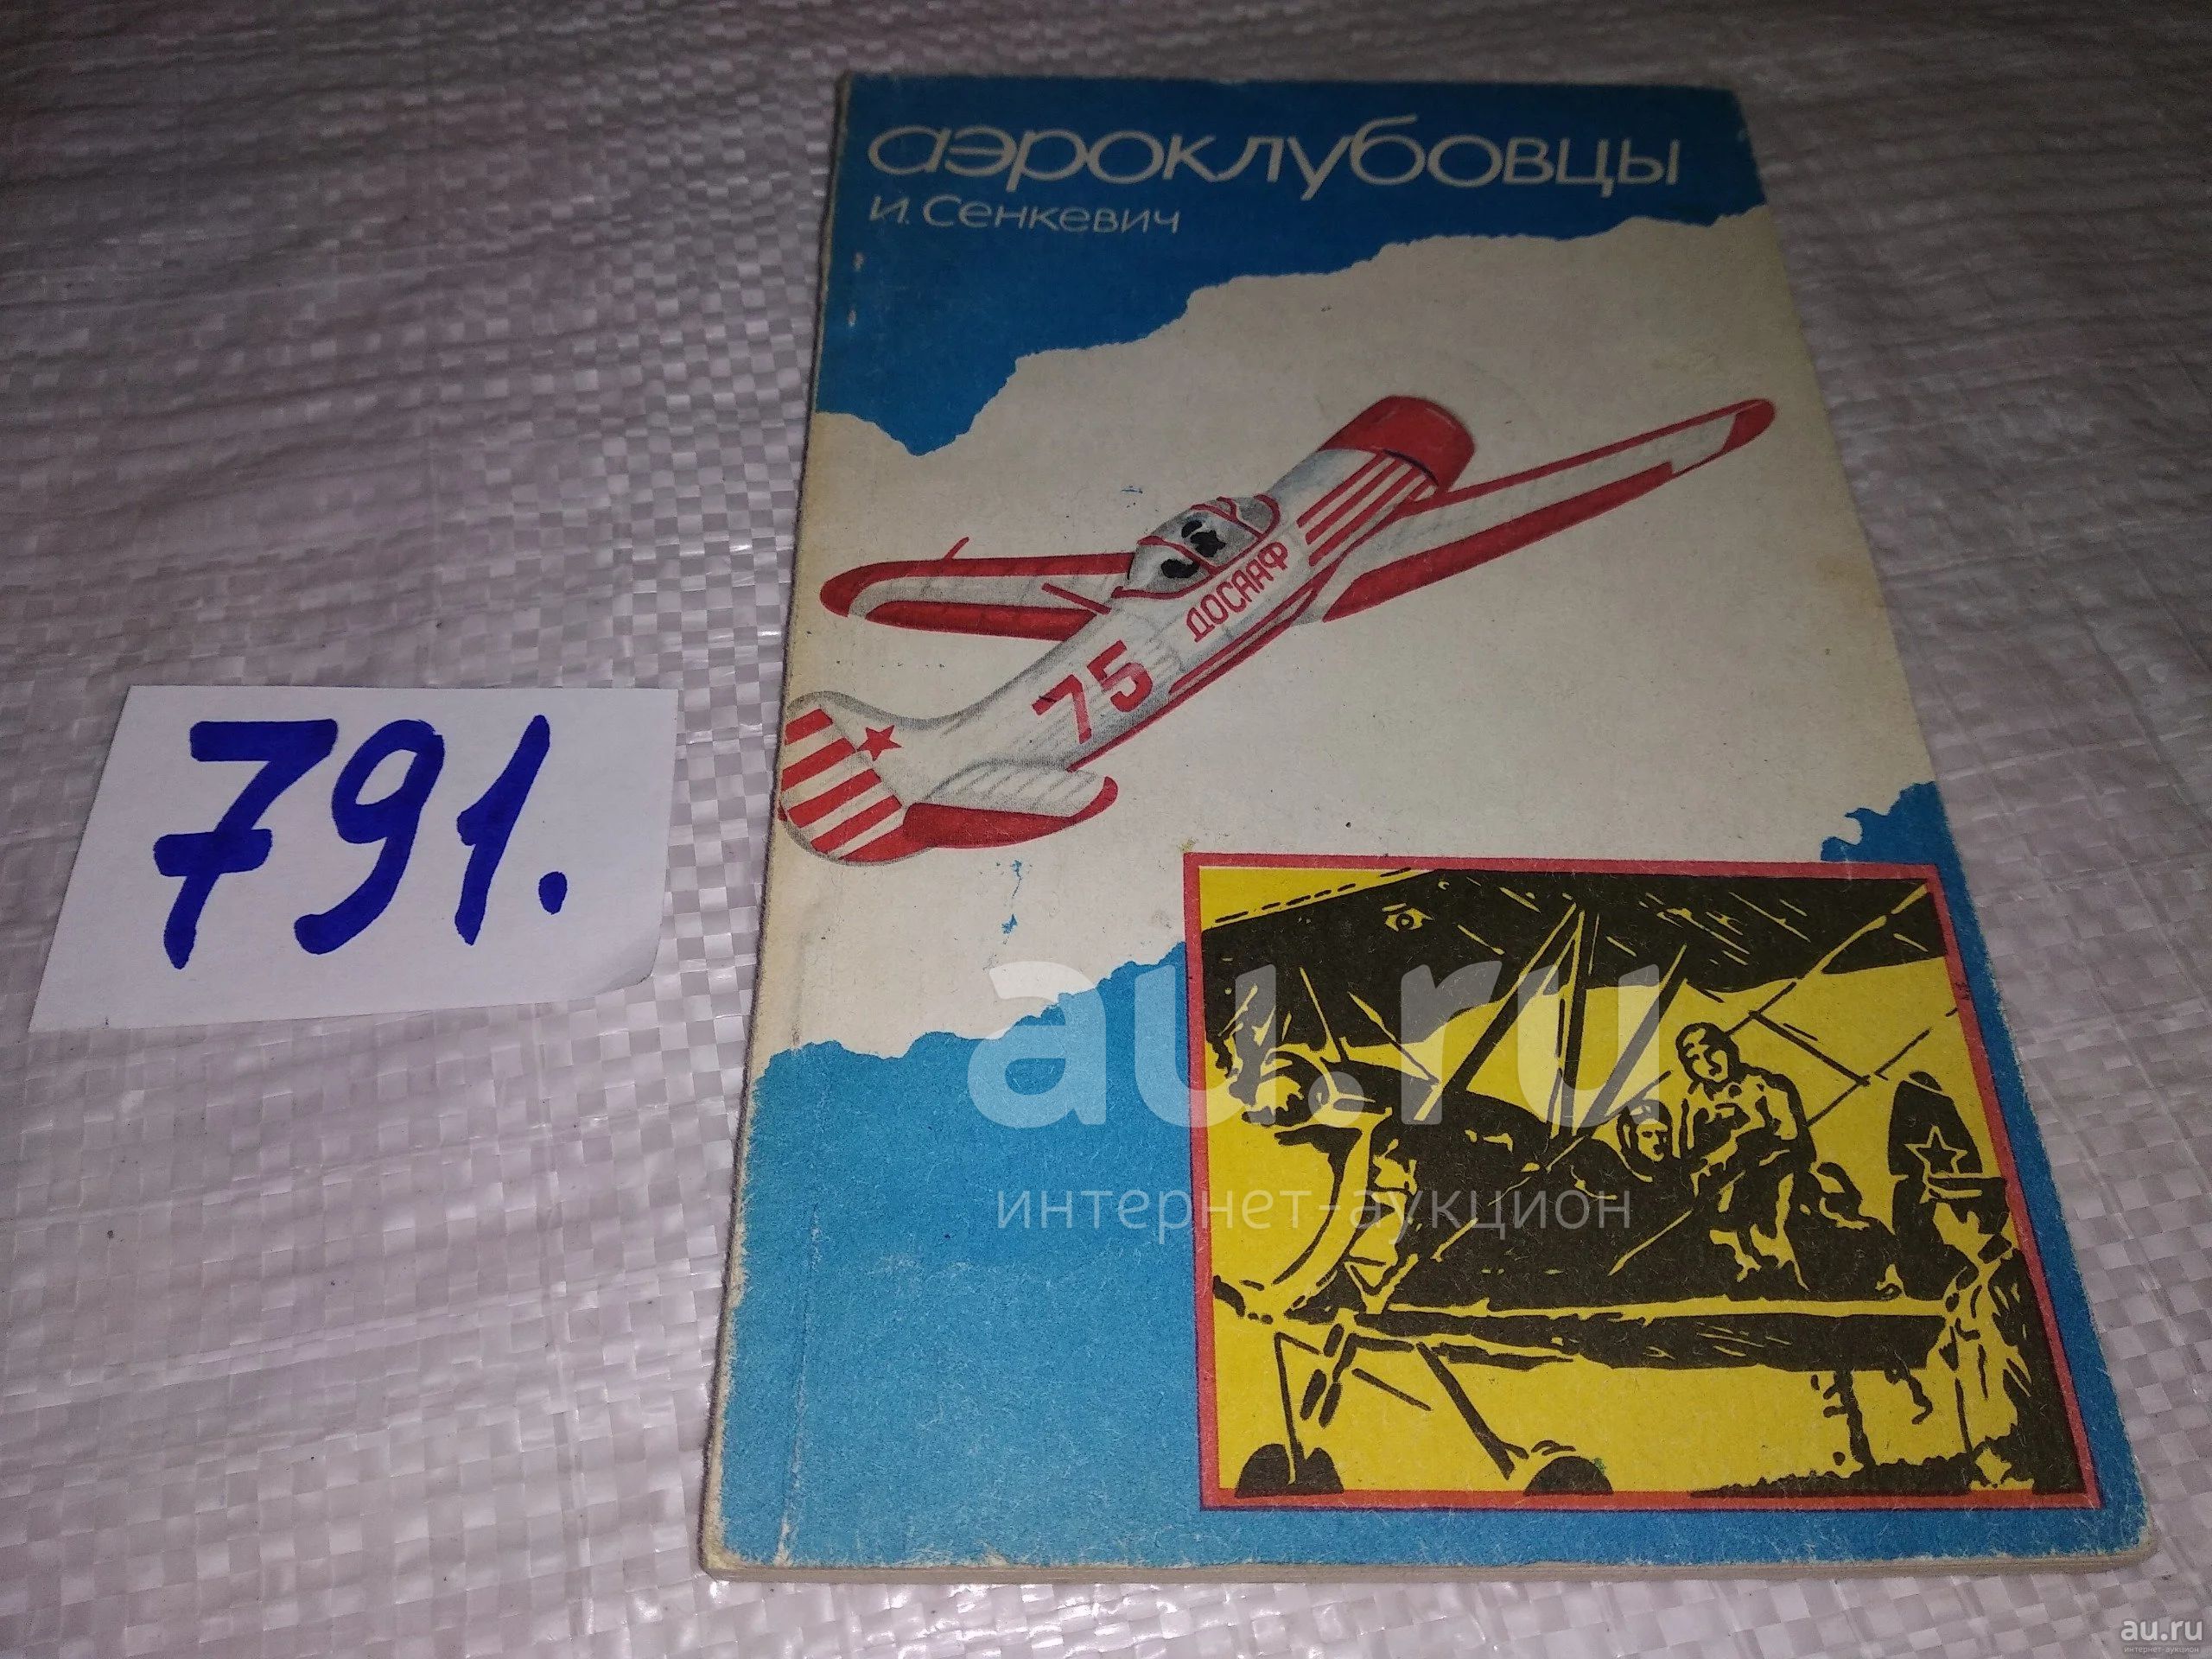 аэроклубовцы
И. Сенкевич
ДОСААФ
75
791.
au.ru
интернет-аукцион
au.ru
интернет-аукцион